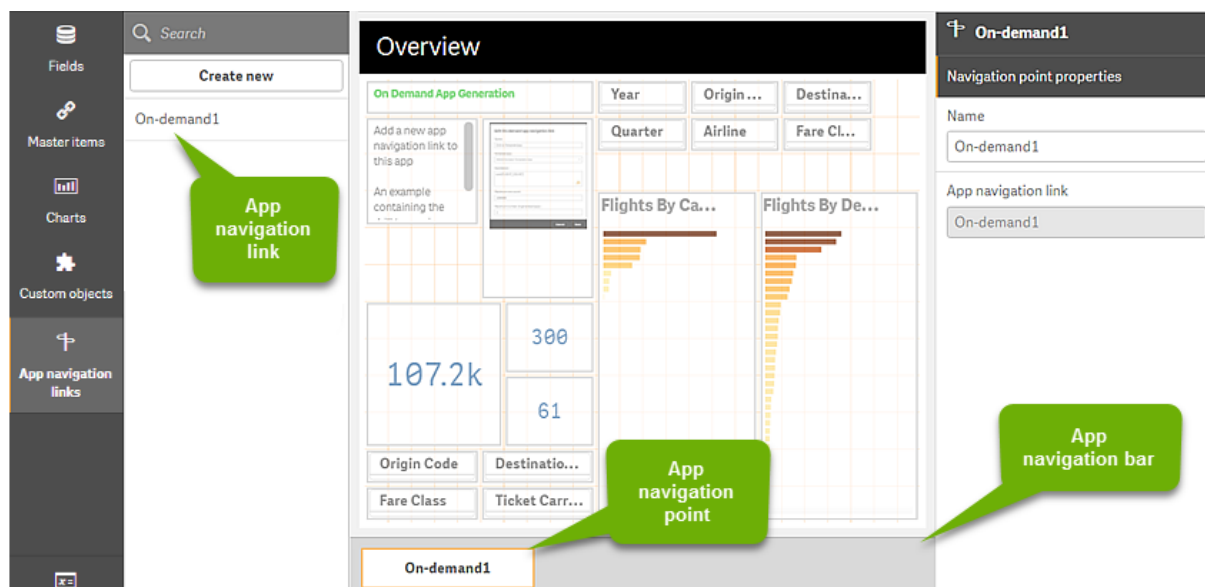 Fields
Master items
Charts
Custom objects
App navigation
links
Search
Create new
On-demand1
App
navigation
link
Overview
On Demand App Generation
Year
Origin ...
Destina...
Quarter
Airline
Fare Cl...
Add a new app
navigation link to
this app
An example
containing the
Flights By Ca...
Flights By De...
107.2k
300
61
Origin Code
Destinatio...
Fare Class
Ticket Carr...
App
navigation
point
On-demand1
App
navigation bar
On-demand1
Navigation point properties
Name
On-demand1
App navigation link
On-demand1